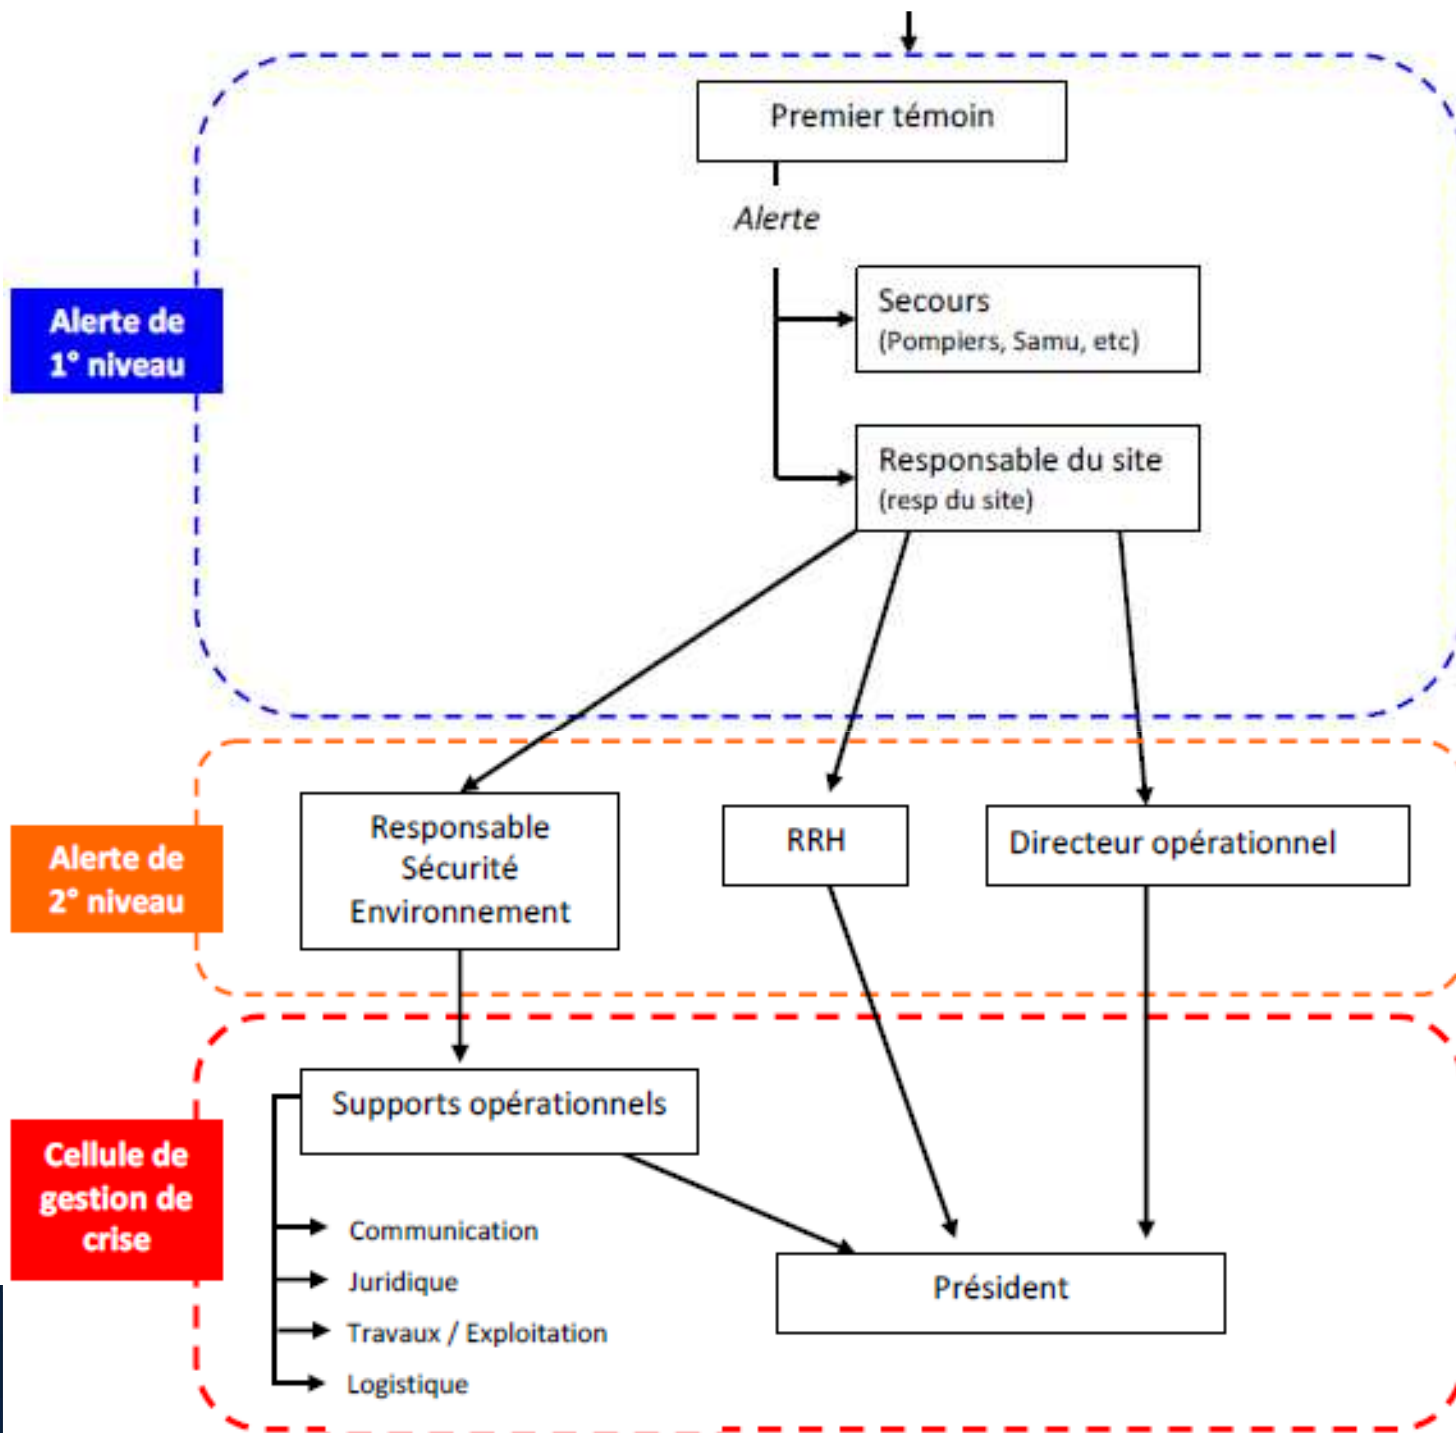 Premier témoin
Alerte
Alerte de
1° niveau
Secours
(Pompiers, Samu, etc)
Responsable du site
(resp du site)
Alerte de
2° niveau
Responsable
Sécurité
Environnement
RRH
Directeur opérationnel
Cellule de
gestion de
crise
Supports opérationnels
Communication
Juridique
Travaux / Exploitation
Logistique
Président